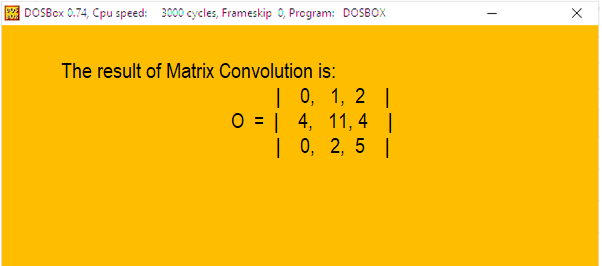 DOSBox 0.74, Cpu speed: 3000 cycles, Frameskip 0, Program: DOSBOX
The result of Matrix Convolution is:
| 0, 1, 2 |
O = | 4, 11, 4 |
| 0, 2, 5 |